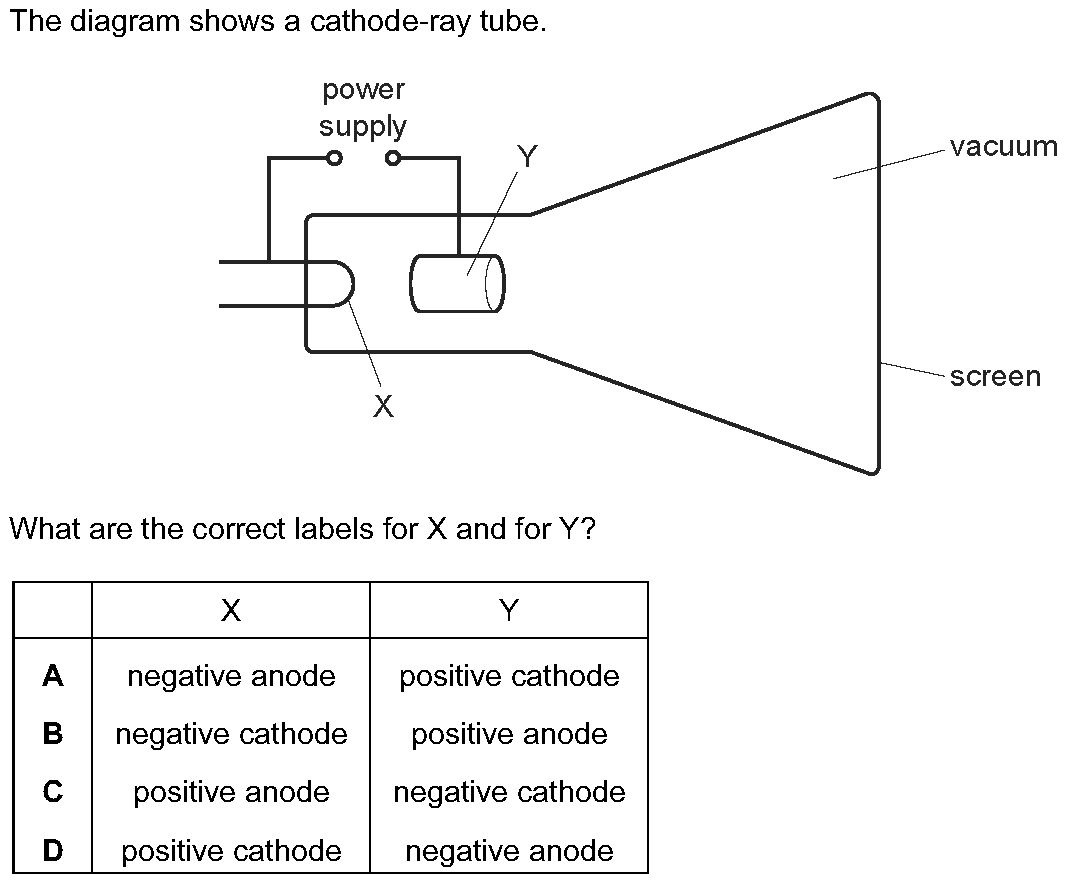 The diagram shows a cathode-ray tube.
power
supply
Y
vacuum
screen
X
What are the correct labels for X and for Y?
X Y
A negative anode positive cathode
B negative cathode positive anode
C positive anode negative cathode
D positive cathode negative anode